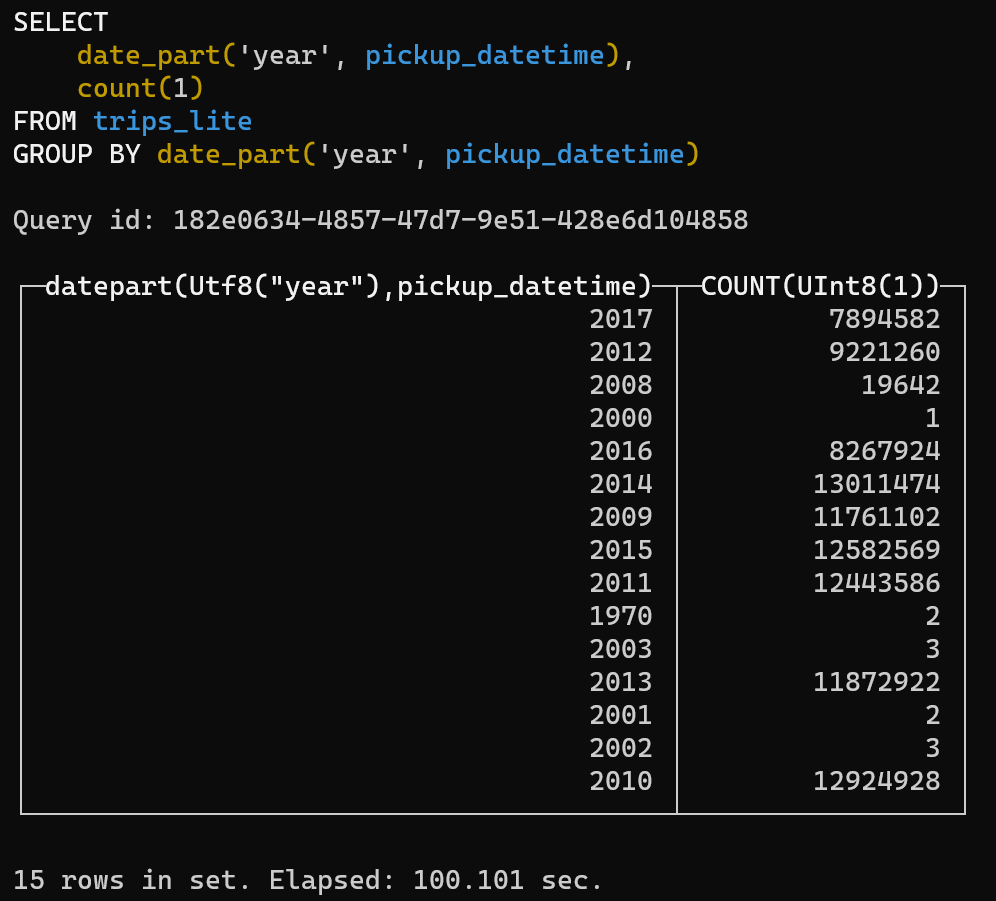 SELECT
    date_part('year', pickup_datetime),
    count(1)
FROM trips_lite
GROUP BY date_part('year', pickup_datetime)
Query id: 182e0634-4857-47d7-9e51-428e6d104858
datepart(Utf8("year"),pickup_datetime) COUNT(UInt8(1))
2017 7894582
2012 9221260
2008 19642
2000 1
2016 8267924
2014 13011474
2009 11761102
2015 12582569
2011 12443586
1970 2
2003 3
2013 11872922
2001 2
2002 3
2010 12924928
15 rows in set. Elapsed: 100.101 sec.